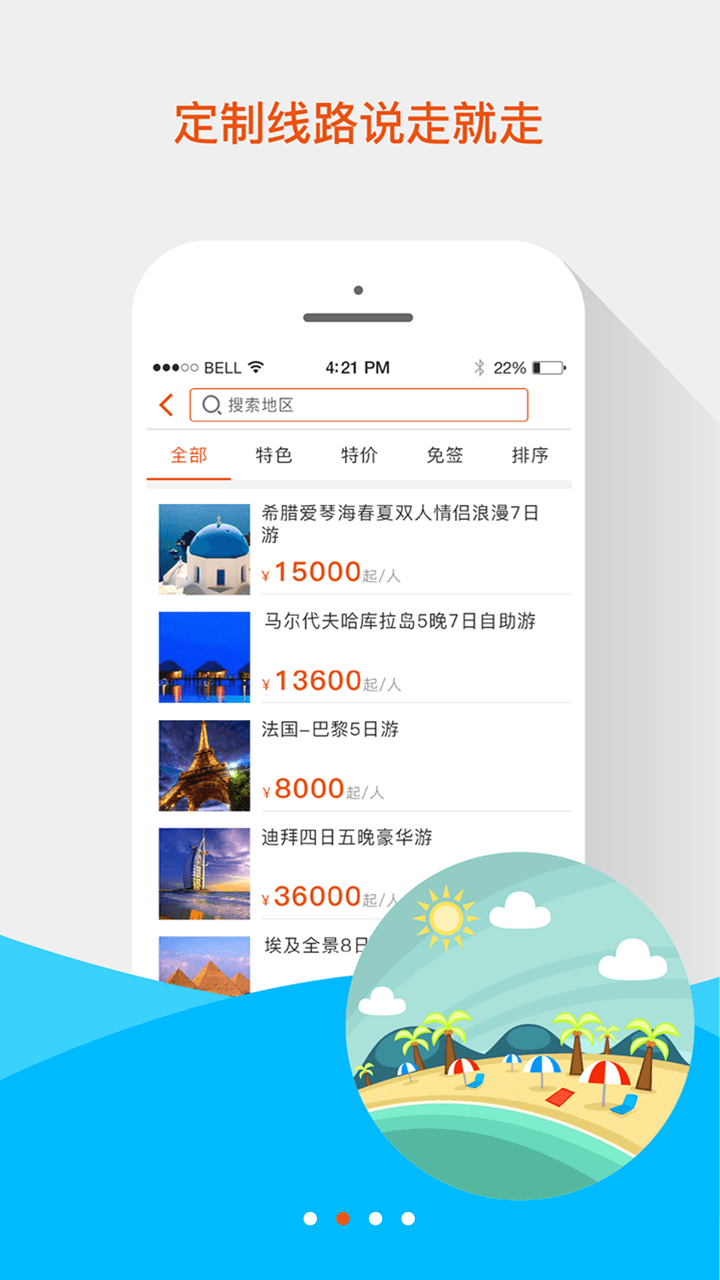 定制线路说走就走
BELL 4:21 PM 22%
搜索地区
全部 特色 特价 免签 排序
希腊爱琴海春夏双人情侣浪漫7日
游
¥15000起/人
马尔代夫哈库拉岛5晚7日自助游
¥13600起/人
法国-巴黎5日游
¥8000起/人
迪拜四日五晚豪华游
¥36000起/人
埃及全景8日